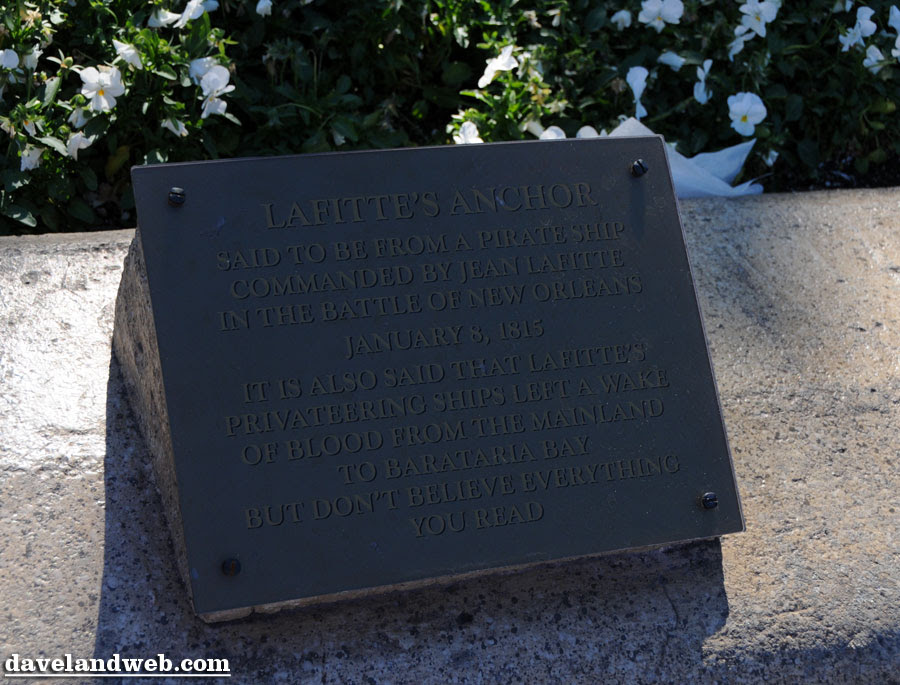 LAFITTE'S ANCHOR
SAID TO BE FROM A PIRATE SHIP
COMMANDED BY JEAN LAFITTE
IN THE BATTLE OF NEW ORLEANS
JANUARY 8, 1815
IT IS ALSO SAID THAT LAFITTE'S
PRIVATEERING SHIPS LEFT A WAKE
OF BLOOD FROM THE MAINLAND
TO BARATARIA BAY
BUT DON'T BELIEVE EVERYTHING
YOU READ
davelandweb.com